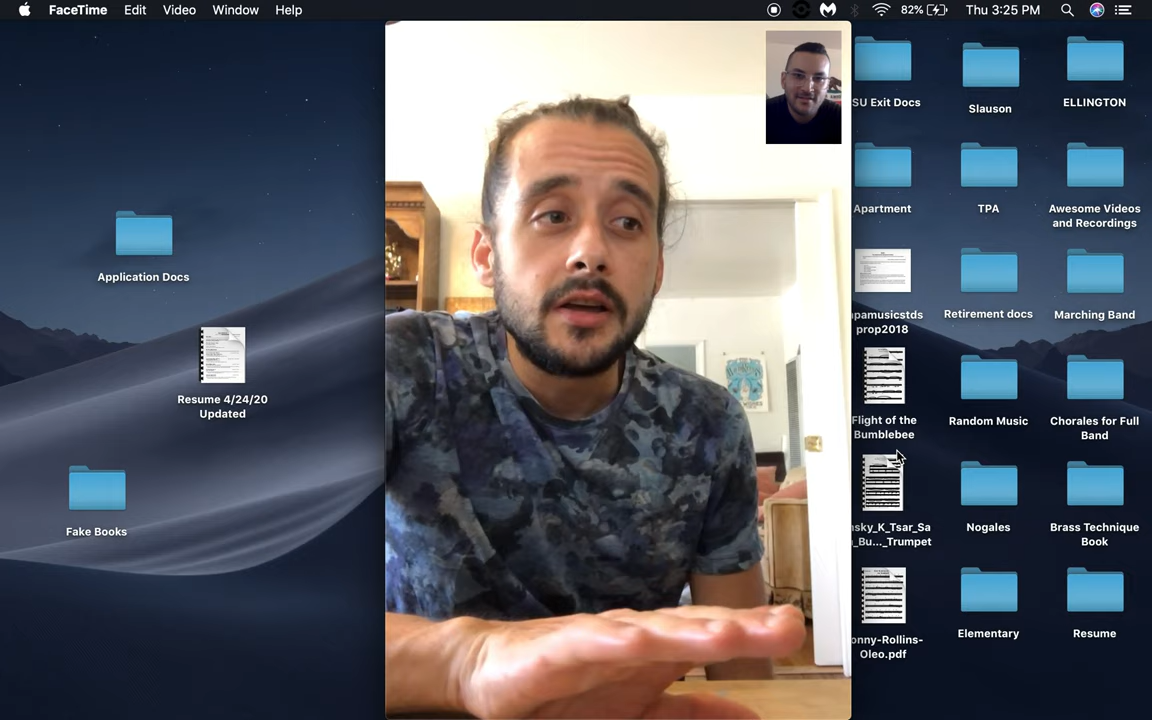 FaceTime Edit Video Window Help 82% Thu 3:25 PM
SU Exit Docs
Slauson
ELLINGTON
Apartment
TPA
Awesome Videos
and Recordings
Application Docs
pamusicstds
prop2018
Retirement docs
Marching Band
Resume 4/24/20
Updated
Flight of the
Bumblebee
Random Music
Chorales for Full
Band
Fake Books
nsky_K_Tsar_Sa
_Bu..._Trumpet
Nogales
Brass Technique
Book
onny-Rollins-
Oleo.pdf
Elementary
Resume